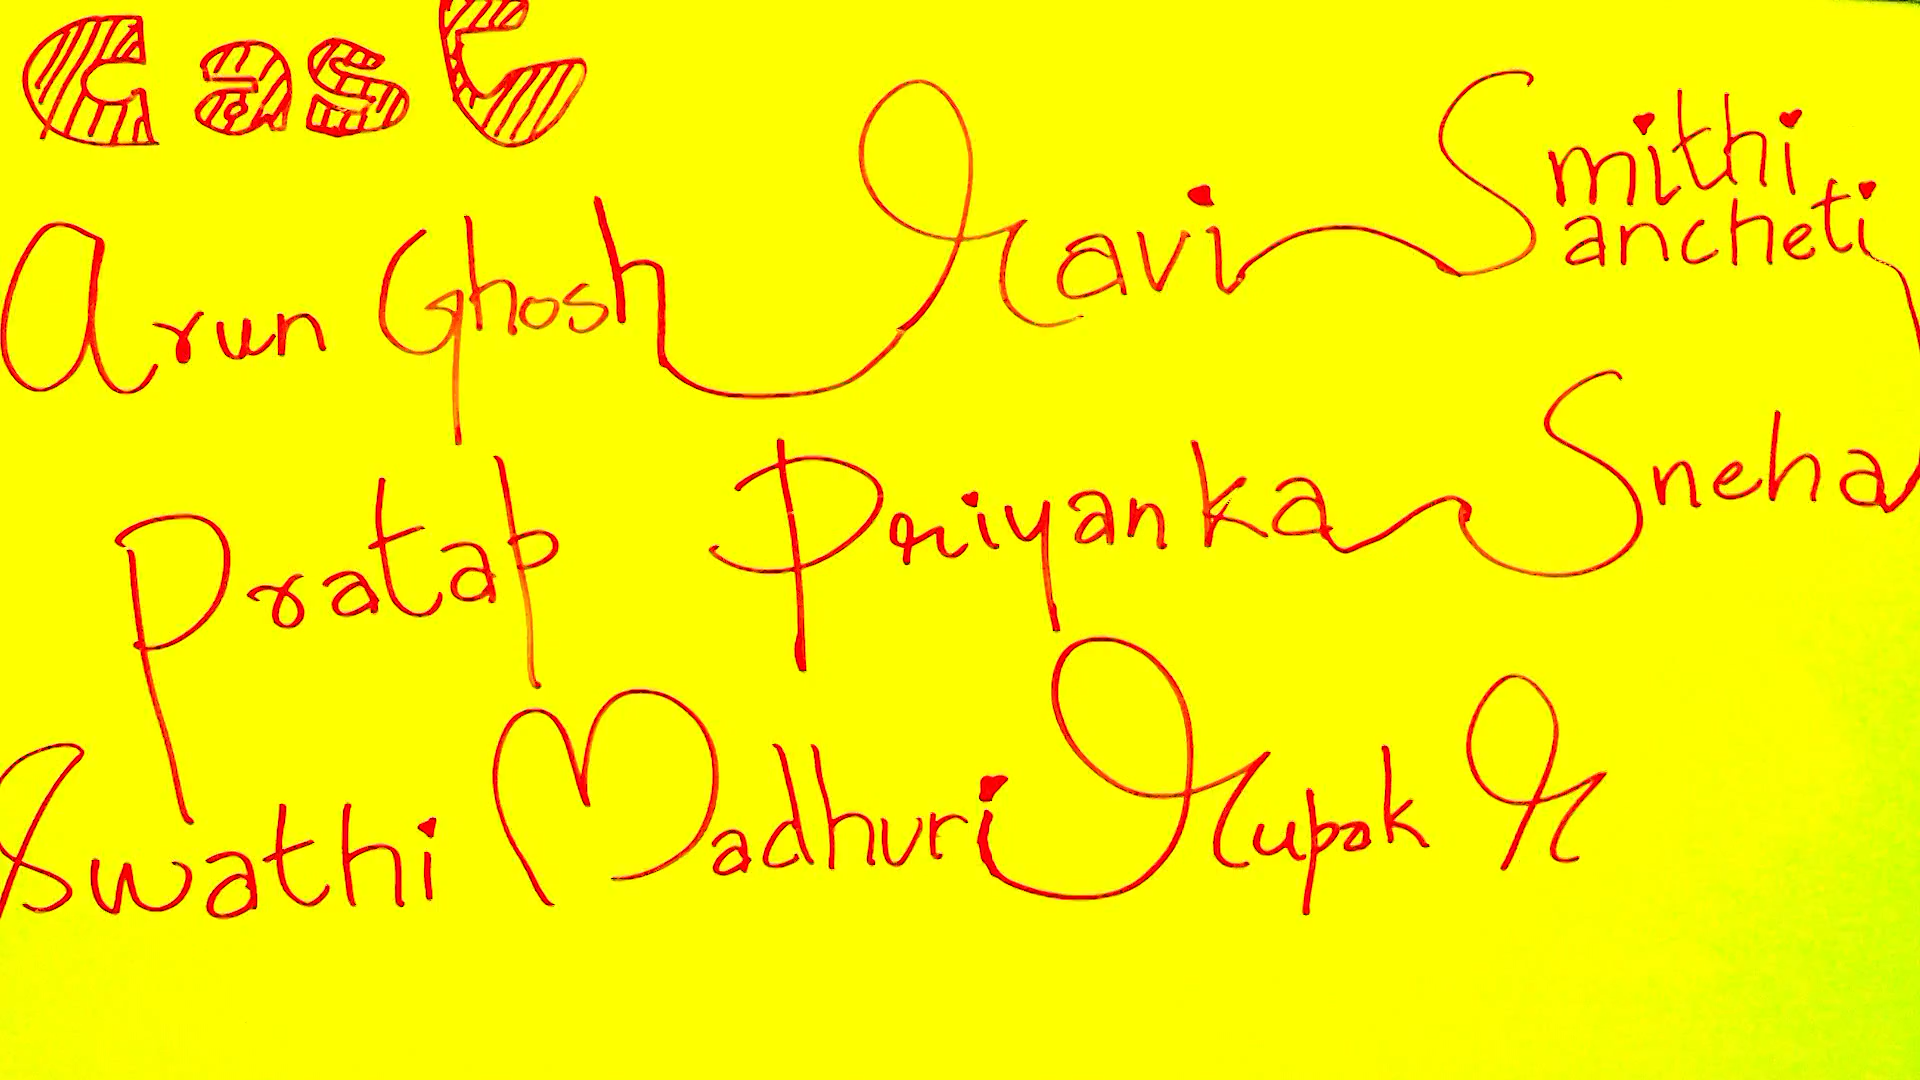 Cast
Arun Ghosh Ravi Smithi
Sancheti
Pratap Priyanka Sneha
Swathi Madhuri Rupak R